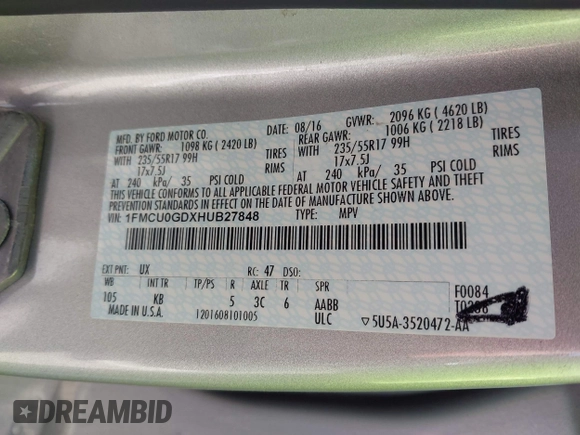 MFD. BY FORD MOTOR CO. DATE: 08/16 GVWR: 2096 KG ( 4620 LB)
FRONT GAWR: 1098 KG ( 2420 LB) REAR GAWR: 1006 KG ( 2218 LB)
WITH 235/55R17 99H TIRES WITH 235/55R17 99H TIRES
17x7.5J RIMS 17x7.5J RIMS
AT 240 kPa/ 35 PSI COLD AT 240 kPa/ 35 PSI COLD
THIS VEHICLE CONFORMS TO ALL APPLICABLE FEDERAL MOTOR VEHICLE SAFETY AND THEFT
PREVENTION STANDARDS IN EFFECT ON THE DATE OF MANUFACTURE SHOWN ABOVE.
1FMCU0GDXHUB27848 TYPE: MPV
EXT PNT: UX RC: 47 DSO:
WB INT TR TP/PS R AXLE TR SPR F0084
105 KB 5 3C 6 AABB
MADE IN U.S.A. 1201608101005 ULC ▽5U5A-3520472-AA
DREAMBID